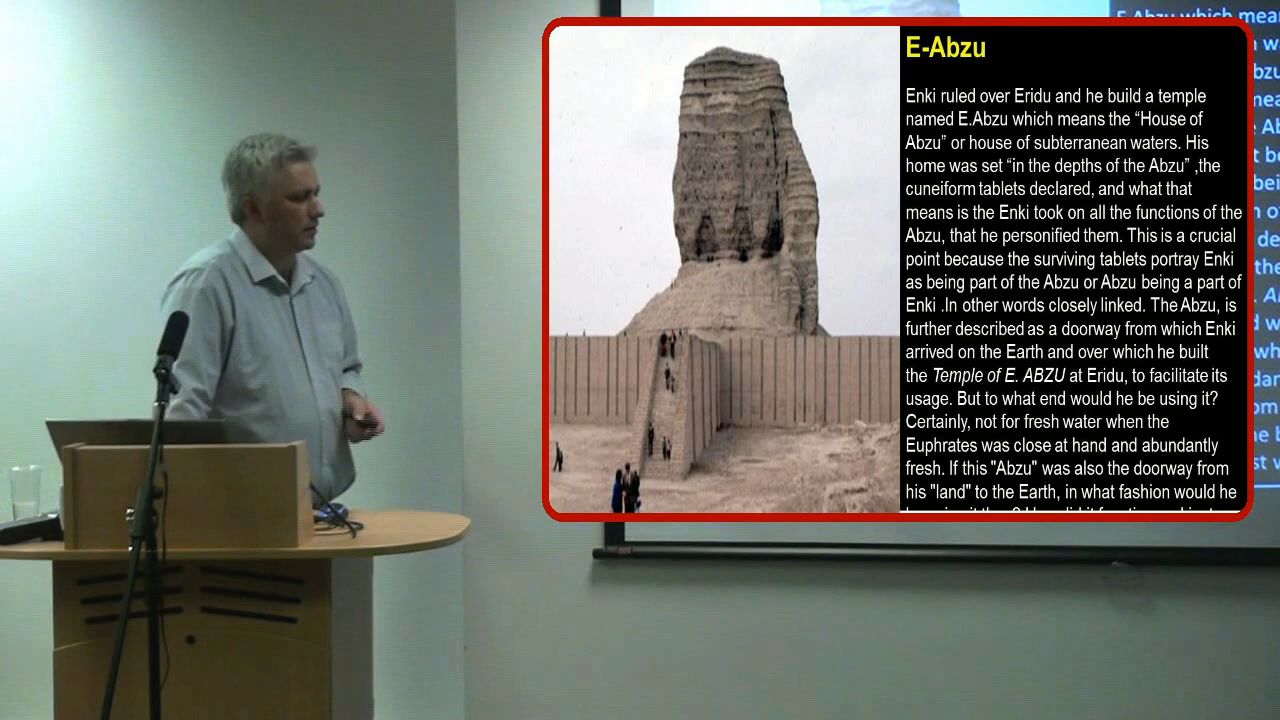 E-Abzu
Enki ruled over Eridu and he build a temple
named E.Abzu which means the “House of
Abzu” or house of subterranean waters. His
home was set “in the depths of the Abzu” ,the
cuneiform tablets declared, and what that
means is the Enki took on all the functions of the
Abzu, that he personified them. This is a crucial
point because the surviving tablets portray Enki
as being part of the Abzu or Abzu being a part of
Enki .In other words closely linked. The Abzu, is
further described as a doorway from which Enki
arrived on the Earth and over which he built
the Temple of E. ABZU at Eridu, to facilitate its
usage. But to what end would he be using it?
Certainly, not for fresh water when the
Euphrates was close at hand and abundantly
fresh. If this "Abzu" was also the doorway from
his "land" to the Earth, in what fashion would he
E.Abzu which mea